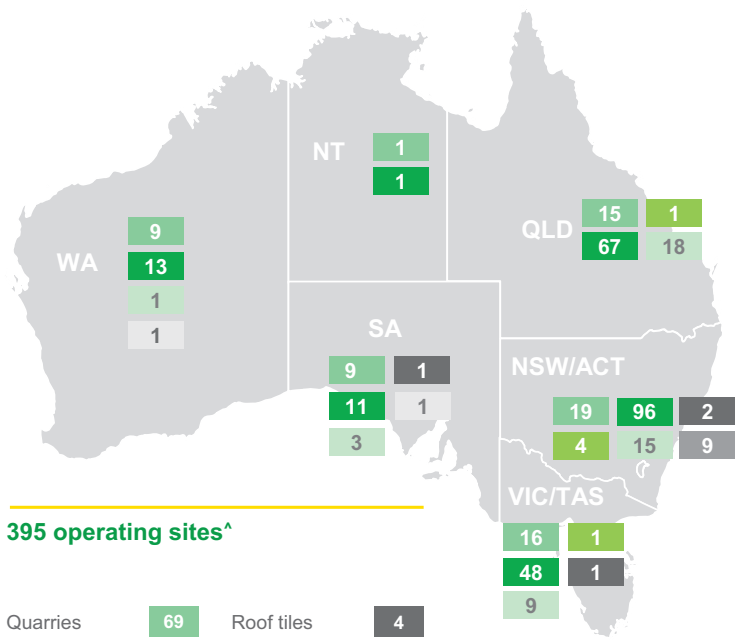 NT
1
1
WA
9
13
1
1
QLD
15 1
67 18
SA
9 1
11 1
3
NSW/ACT
19 96 2
4 15 9
VIC/TAS
16 1
48 1
9
395 operating sites^
Quarries 69 Roof tiles 4